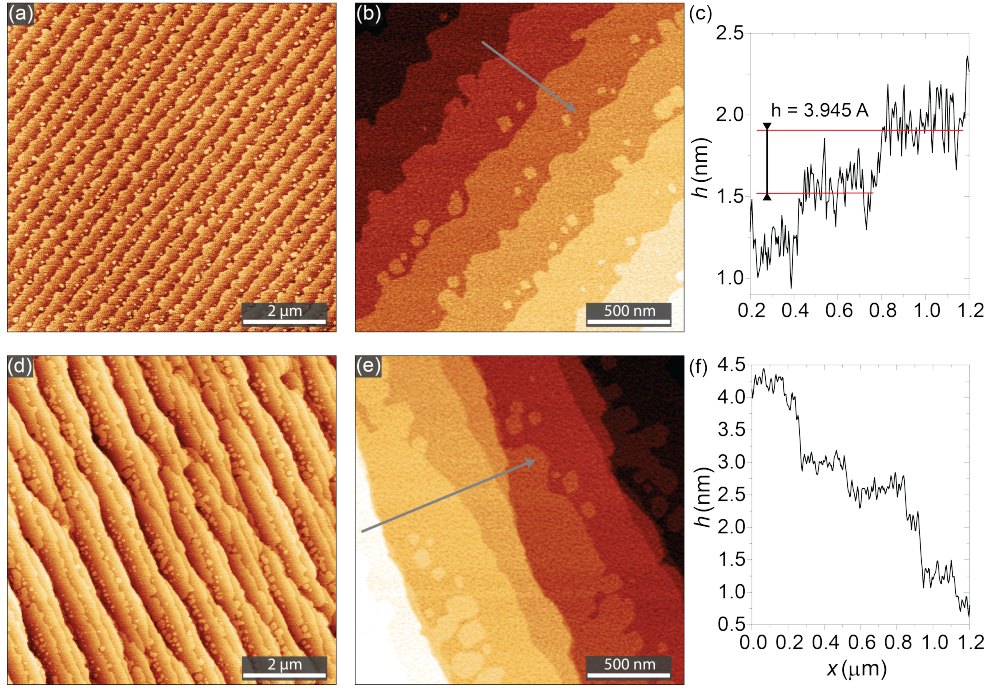 (a)
2 µm
(b)
500 nm
(c)
2.5
2.0
1.5
1.0
h (nm)
h = 3.945 A
0.2 0.4 0.6 0.8 1.0 1.2
(d)
2 µm
(e)
500 nm
(f)
4.5
4.0
3.5
3.0
2.5
2.0
1.5
1.0
0.5
h (nm)
0.0 0.2 0.4 0.6 0.8 1.0 1.2
x (µm)